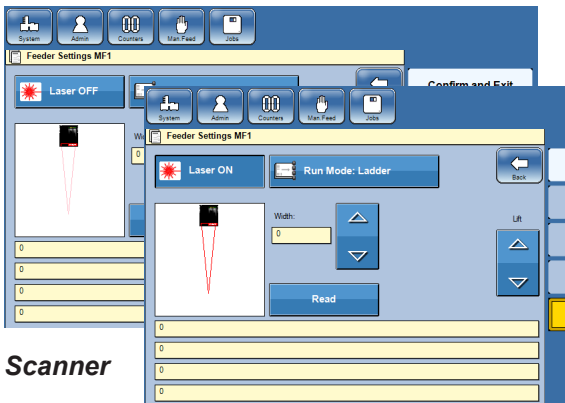 System Admin Counters Man.Feed Jobs
Feeder Settings MF1
Laser OFF
Confirm and Exit
0
0
0
0
0
System Admin Counters Man.Feed Jobs
Feeder Settings MF1
Laser ON
Run Mode: Ladder
Back
Width:
Lift
0
Read
0
0
0
0
Scanner